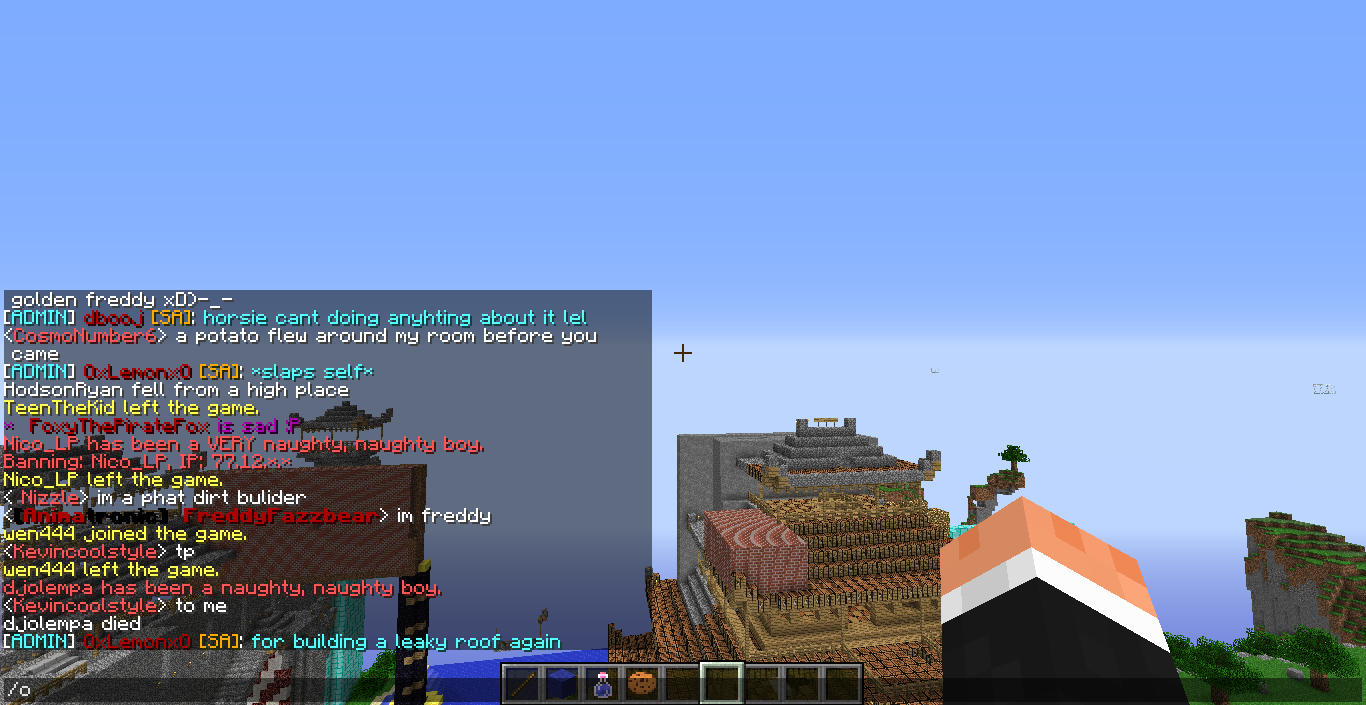 golden freddy xD)-_-
[ADMIN] dbooj [SA]: horsie cant doing anyhting about it lel
<CosmoNumber6> a potato flew around my room before you
came
[ADMIN] 0xLemonx0 [SA]: *slaps self*
HodsonRyan fell from a high place
TeenTheKid left the game.
* FoxyThePirateFox is sad :P
Nico_LP has been a VERY naughty, naughty boy.
Banning: Nico_LP, IP: 77.12.*.*
Nico_LP left the game.
< Nizzle> im a phat dirt bulider
<[Animatronic] FreddyFazzbear> im freddy
wen444 joined the game.
<Kevincoolstyle> tp
wen444 left the game.
djolempa has been a naughty, naughty boy.
<Kevincoolstyle> to me
djolempa died
[ADMIN] 0xLemonx0 [SA]: for building a leaky roof again
/o